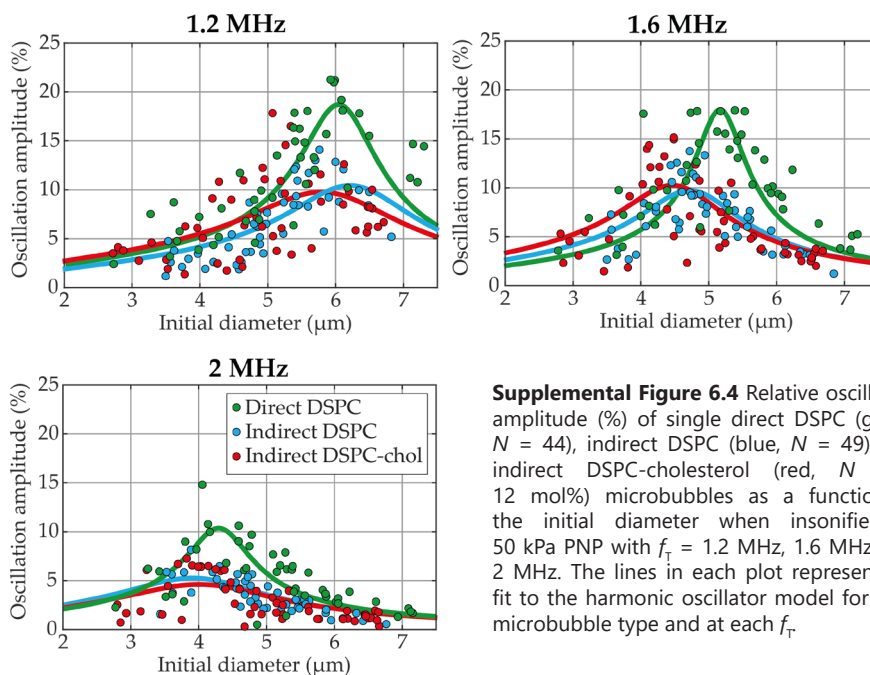 1.2 MHz
25
20
15
10
5
0
Oscillation amplitude (%)
2
3
4
5
6
7
Initial diameter (µm)
1.6 MHz
25
20
15
10
5
0
Oscillation amplitude (%)
2
3
4
5
6
7
Initial diameter (µm)
2 MHz
25
20
15
10
5
0
Oscillation amplitude (%)
2
3
4
5
6
7
Initial diameter (µm)
Direct DSPC
Indirect DSPC
Indirect DSPC-chol
Supplemental Figure 6.4 Relative oscill
amplitude (%) of single direct DSPC (g
N = 44), indirect DSPC (blue, N = 49)
indirect DSPC-cholesterol (red, N
12 mol%) microbubbles as a functio
the initial diameter when insonifie
50 kPa PNP with fT = 1.2 MHz, 1.6 MHz
2 MHz. The lines in each plot represen
fit to the harmonic oscillator model for
microbubble type and at each fT.